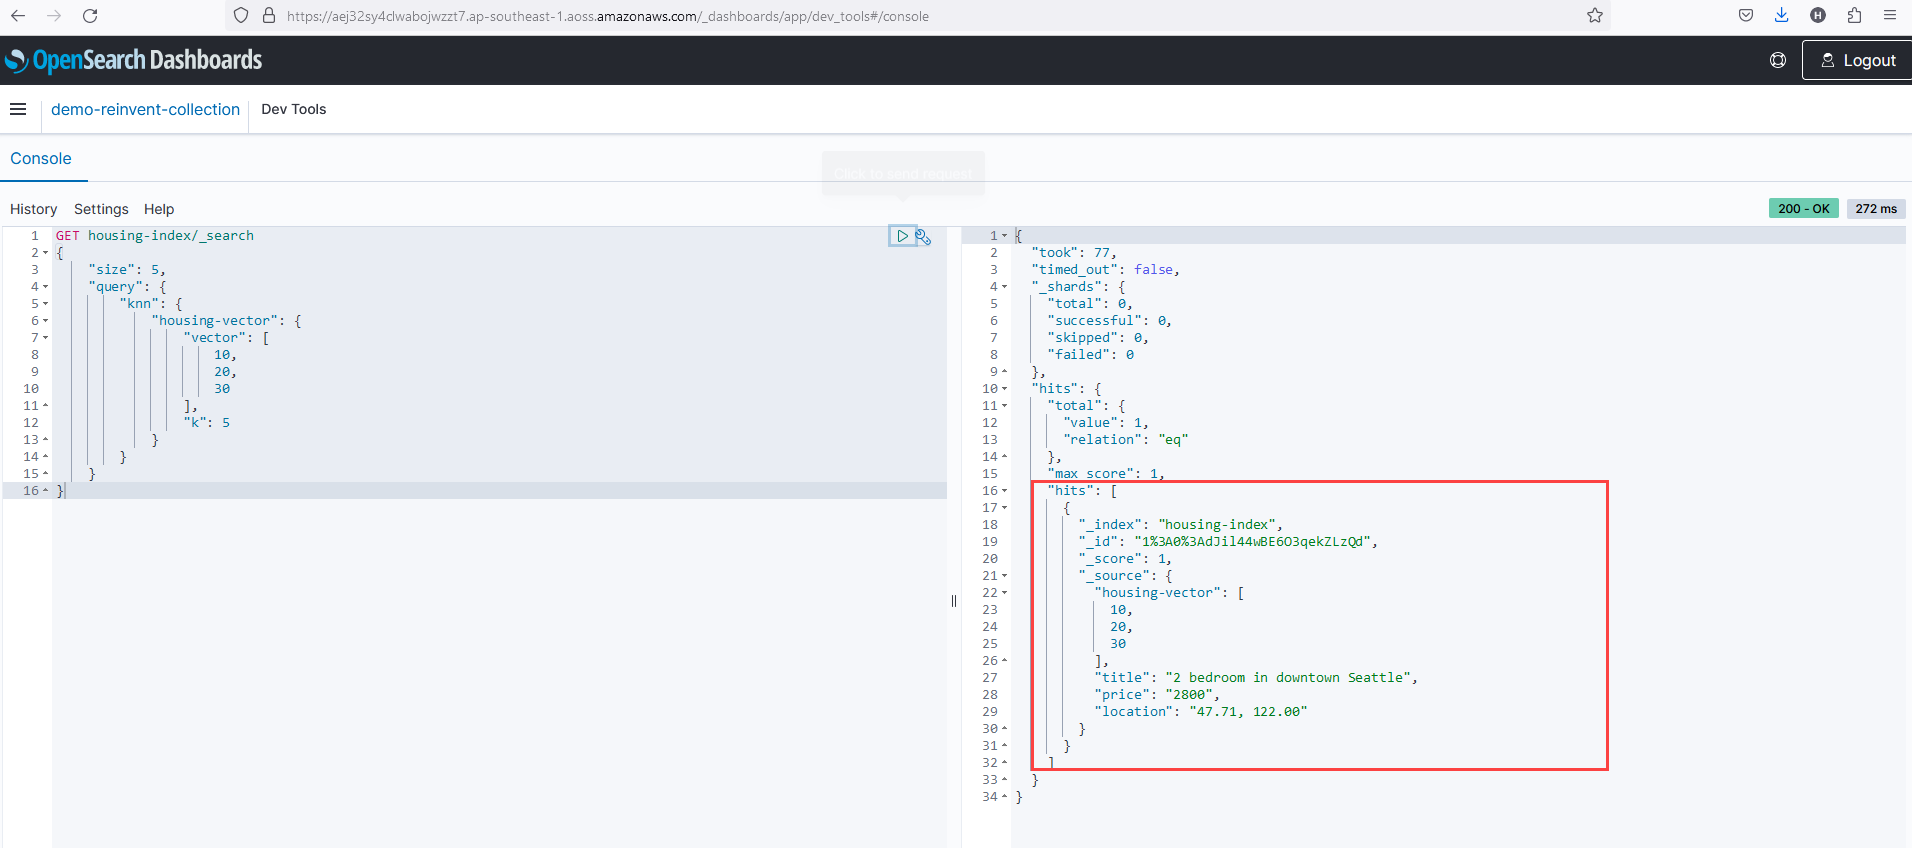 https://aej32sy4clwabojwzzt7.ap-southeast-1.aoss.amazonaws.com/_dashboards/app/dev_tools#/console
H
OpenSearch Dashboards
Logout
demo-reinvent-collection
Dev Tools
Console
Click to send request
History Settings Help
200 - OK
272 ms
1 GET housing-index/_search
2 {
3 "size": 5,
4 "query": {
5 "knn": {
6 "housing-vector": {
7 "vector": [
8 10,
9 20,
10 30
11 ],
12 "k": 5
13 }
14 }
15 }
16 }
1 {
2 "took": 77,
3 "timed_out": false,
4 "_shards": {
5 "total": 0,
6 "successful": 0,
7 "skipped": 0,
8 "failed": 0
9 },
10 "hits": {
11 "total": {
12 "value": 1,
13 "relation": "eq"
14 },
15 "max_score": 1,
16 "hits": [
17 {
18 "_index": "housing-index",
19 "_id": "1%3A0%3AdJil44wBE6O3qekZLzQd",
20 "_score": 1,
21 "_source": {
22 "housing-vector": [
23 10,
24 20,
25 30
26 ],
27 "title": "2 bedroom in downtown Seattle",
28 "price": "2800",
29 "location": "47.71, 122.00"
30 }
31 }
32 ]
33 }
34 }